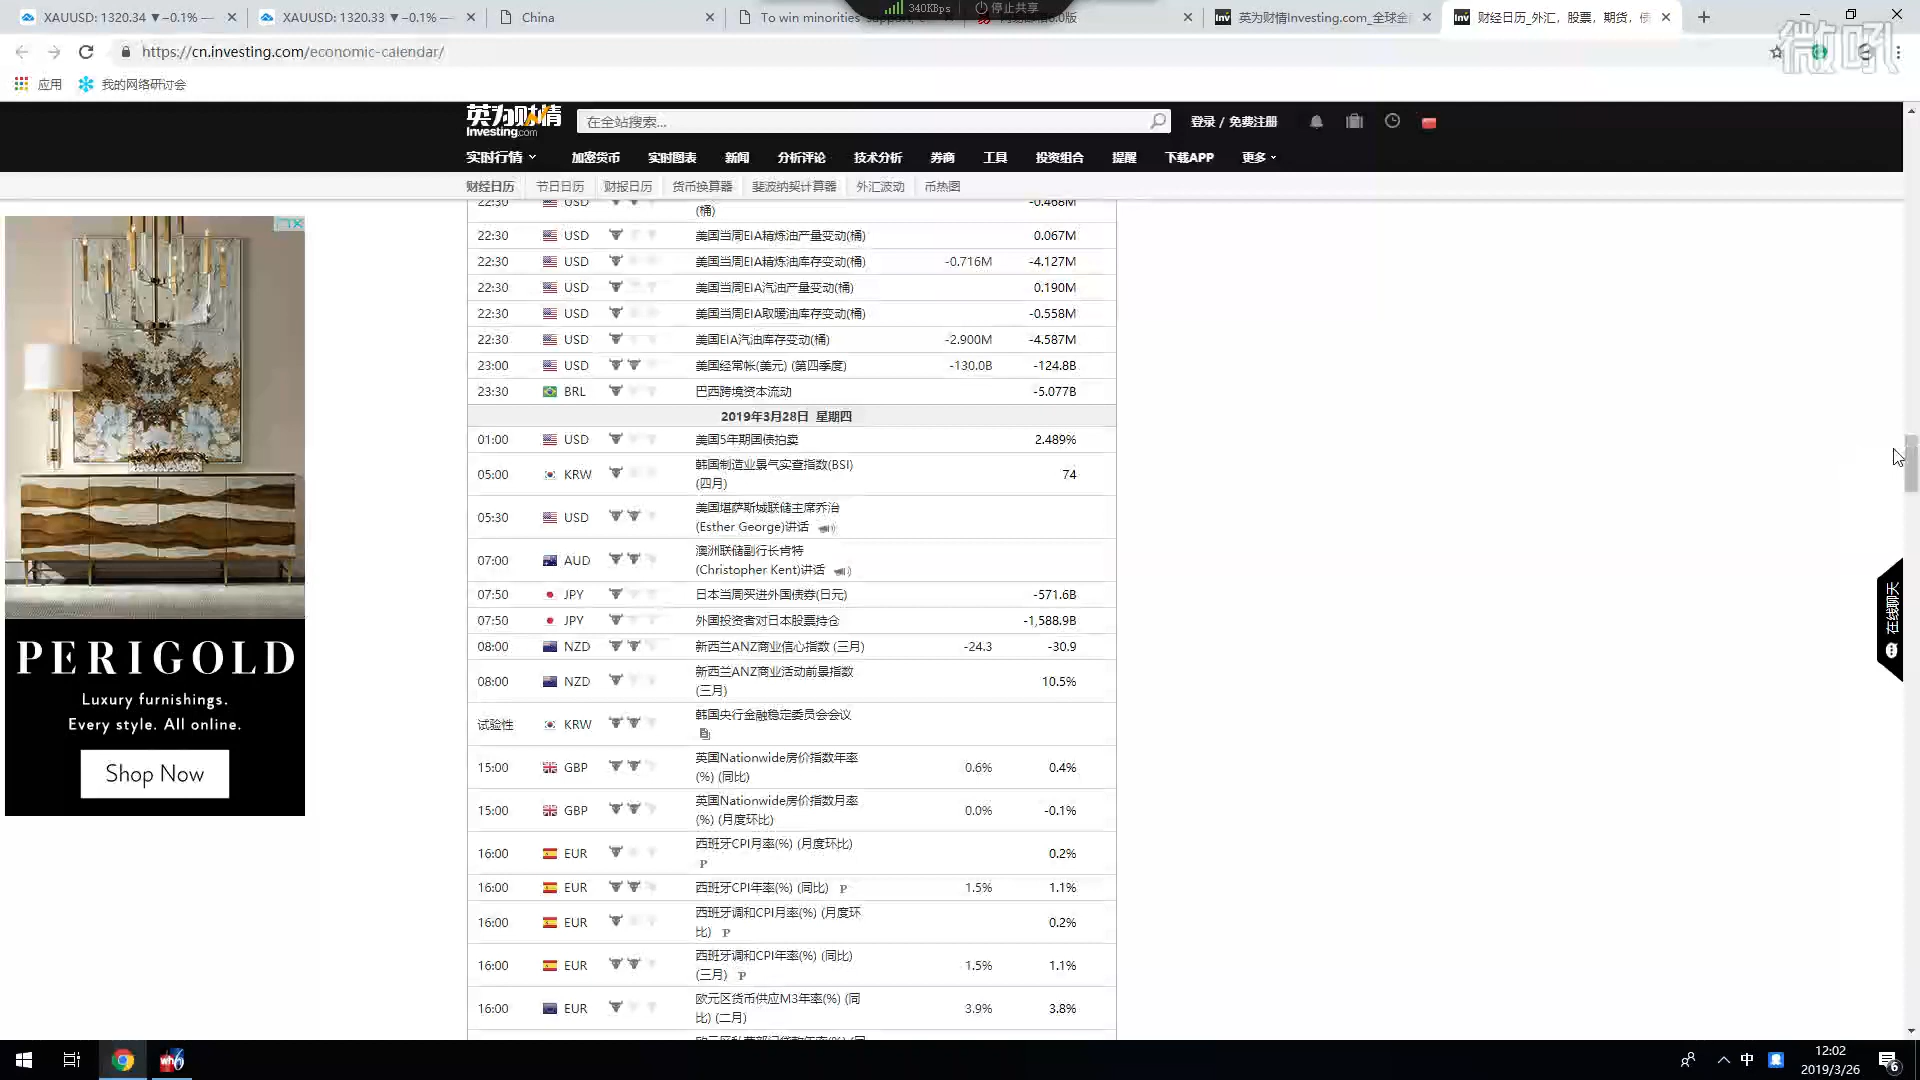 XAUUSD: 1320.34 ▼−0.1% —
XAUUSD: 1320.33 ▼−0.1% —
China
To win minorities' support, c
340KBps
停止共享
英为财情Investing.com_全球金
财经日历_外汇，股票，期货，债
微吼
https://cn.investing.com/economic-calendar/
应用
我的网络研讨会
英为财情
Investing.com
在全站搜索...
登录 / 免费注册
实时行情 加密货币 实时图表 新闻 分析评论 技术分析 券商 工具 投资组合 提醒 下载APP 更多
财经日历 节日日历 财报日历 货币换算器 斐波纳契计算器 外汇波动 币热图
22:30 USD (桶) -0.468M
22:30 USD 美国当周EIA精炼油产量变动(桶) 0.067M
22:30 USD 美国当周EIA精炼油库存变动(桶) -0.716M -4.127M
22:30 USD 美国当周EIA汽油产量变动(桶) 0.190M
22:30 USD 美国当周EIA取暖油库存变动(桶) -0.558M
22:30 USD 美国EIA汽油库存变动(桶) -2.900M -4.587M
23:00 USD 美国经常帐(美元) (第四季度) -130.0B -124.8B
23:30 BRL 巴西跨境资本流动 -5.077B
2019年3月28日 星期四
01:00 USD 美国5年期国债拍卖 2.489%
05:00 KRW 韩国制造业景气实查指数(BSI)
(四月) 74
05:30 USD 美国堪萨斯城联储主席乔治
(Esther George)讲话
07:00 AUD 澳洲联储副行长肯特
(Christopher Kent)讲话
07:50 JPY 日本当周买进外国债券(日元) -571.6B
07:50 JPY 外国投资者对日本股票持仓 -1,588.9B
08:00 NZD 新西兰ANZ商业信心指数 (三月) -24.3 -30.9
08:00 NZD 新西兰ANZ商业活动前景指数
(三月) 10.5%
试验性 KRW 韩国央行金融稳定委员会会议
15:00 GBP 英国Nationwide房价指数年率
(%) (同比) 0.6% 0.4%
15:00 GBP 英国Nationwide房价指数月率
(%) (月度环比) 0.0% -0.1%
16:00 EUR 西班牙CPI月率(%) (月度环比)
P 0.2%
16:00 EUR 西班牙CPI年率(%) (同比) P 1.5% 1.1%
16:00 EUR 西班牙调和CPI月率(%) (月度环
比) P 0.2%
16:00 EUR 西班牙调和CPI年率(%) (同比)
(三月) P 1.5% 1.1%
16:00 EUR 欧元区货币供应M3年率(%) (同
比) (二月) 3.9% 3.8%
PERIGOLD
Luxury furnishings.
Every style. All online.
Shop Now
在线聊天
wh6
中
12:02
2019/3/26
6